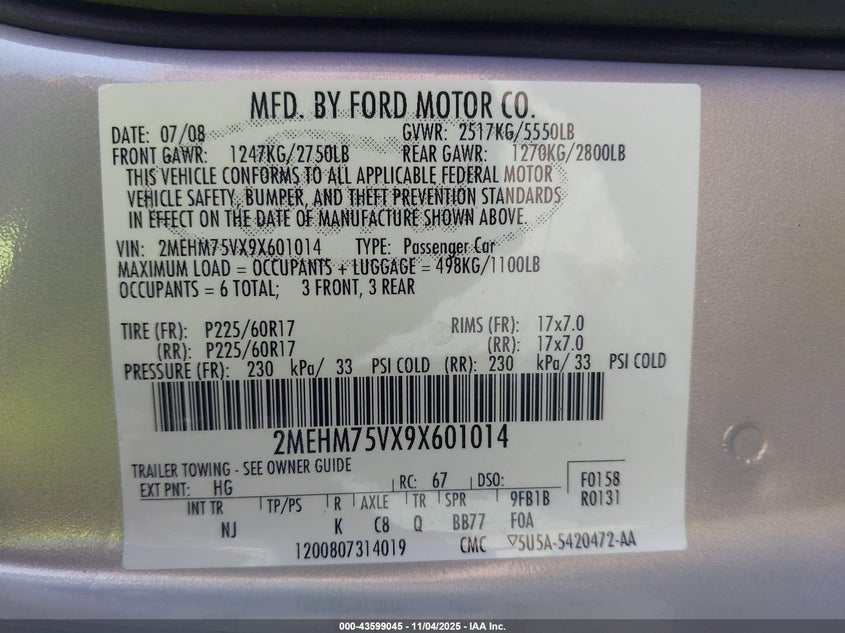 MFD. BY FORD MOTOR CO.
DATE: 07/08 GVWR: 2517KG/5550LB
FRONT GAWR: 1247KG/2750LB REAR GAWR: 1270KG/2800LB
THIS VEHICLE CONFORMS TO ALL APPLICABLE FEDERAL MOTOR
VEHICLE SAFETY, BUMPER, AND THEFT PREVENTION STANDARDS
IN EFFECT ON THE DATE OF MANUFACTURE SHOWN ABOVE.
VIN: 2MEHM75VX9X601014 TYPE: Passenger Car
MAXIMUM LOAD = OCCUPANTS + LUGGAGE = 498KG/1100LB
OCCUPANTS = 6 TOTAL; 3 FRONT, 3 REAR
TIRE (FR): P225/60R17 RIMS (FR): 17x7.0
(RR): P225/60R17 (RR): 17x7.0
PRESSURE (FR): 230 kPa/ 33 PSI COLD (RR): 230 kPa/ 33 PSI COLD
2MEHM75VX9X601014
TRAILER TOWING - SEE OWNER GUIDE
EXT PNT: HG RC: 67 DSO: F0158
INT TR TP/PS R AXLE TR SPR 9FB1B R0131
NJ K C8 Q BB77 F0A
1200807314019 CMC ▽5U5A-5420472-AA
000-43599045 - 11/04/2025 - IAA Inc.